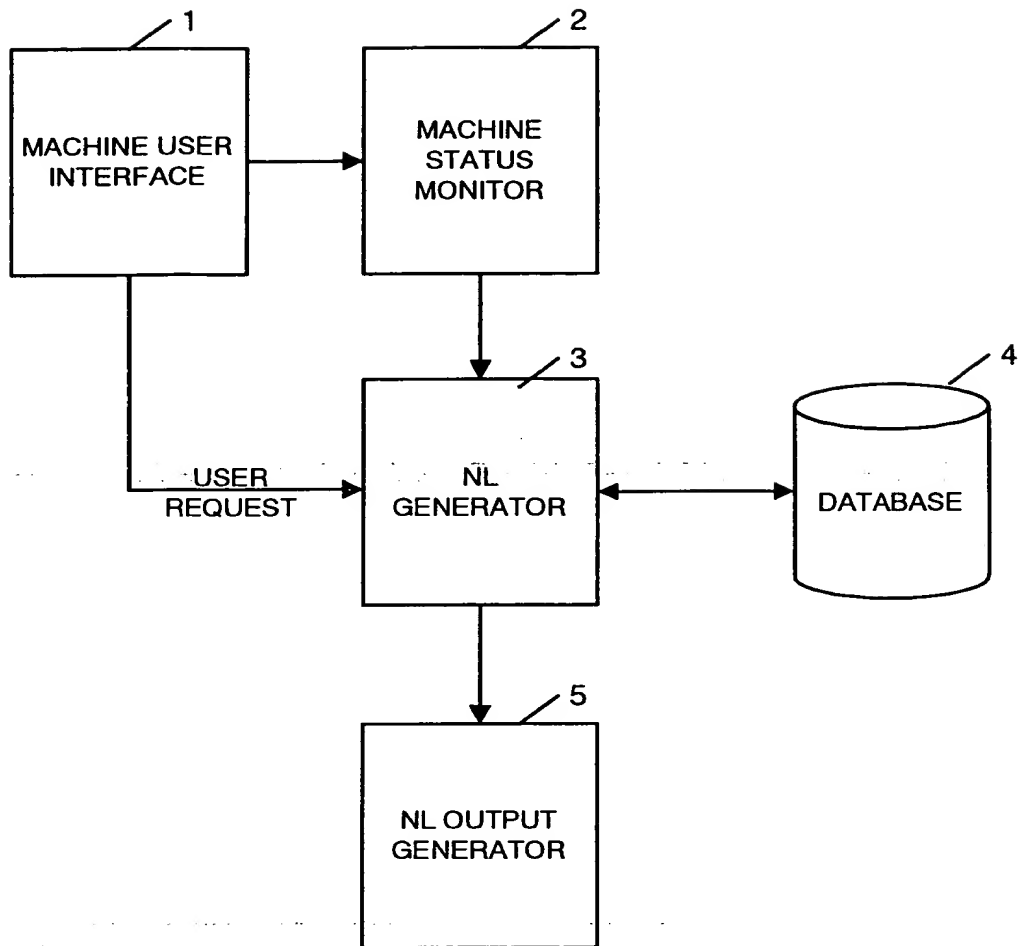 1
2
MACHINE USER
INTERFACE
MACHINE
STATUS
MONITOR
3
4
USER
REQUEST
NL
GENERATOR
DATABASE
5
NL OUTPUT
GENERATOR